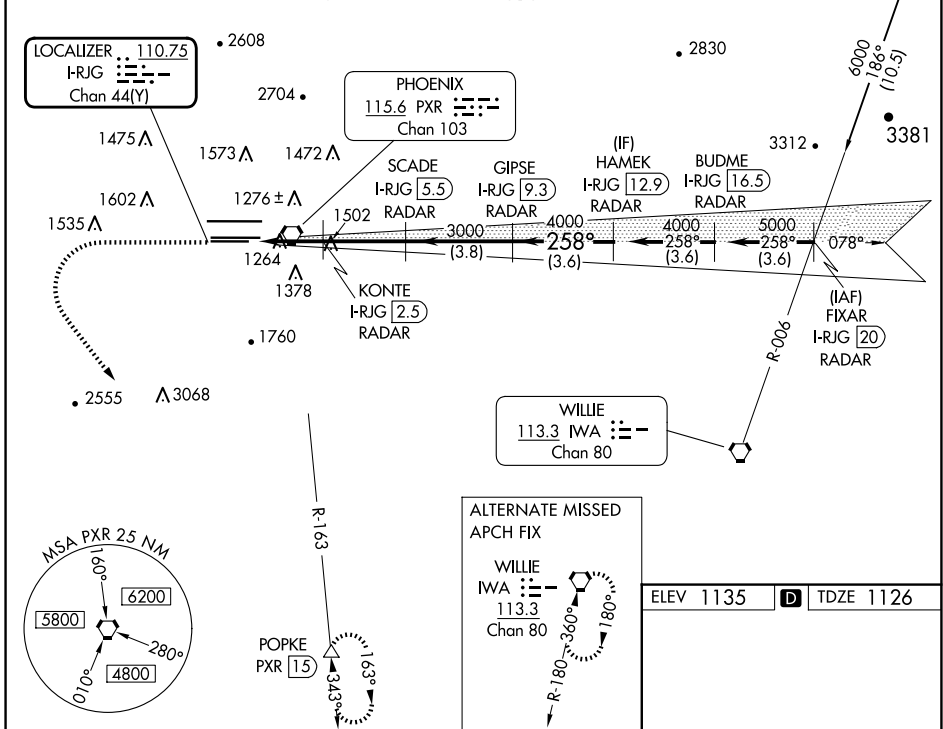 LOCALIZER 110.75
I-RJG
Chan 44(Y)
2608
2830
6000
186°
(10.5)
PHOENIX
115.6 PXR
Chan 103
2704
3381
1475
1573
1472
3312
SCADE
I-RJG 5.5
RADAR
GIPSE
I-RJG 9.3
RADAR
(IF)
HAMEK
I-RJG 12.9
RADAR
BUDME
I-RJG 16.5
RADAR
1602
1276 ±
1535
1502
3000
(3.8)
4000
258°
(3.6)
4000
258°
(3.6)
5000
258°
(3.6)
078°
1264
1378
KONTE
I-RJG 2.5
RADAR
(IAF)
FIXAR
I-RJG 20
RADAR
1760
R-006
2555
3068
WILLIE
113.3 IWA
Chan 80
R-163
MSA PXR 25 NM
160°
6200
5800
280°
4800
010°
POPKE
PXR 15
163°
343°
ALTERNATE MISSED
APCH FIX
WILLIE
IWA
113.3
Chan 80
360°
180°
R-180
ELEV 1135
D
TDZE 1126